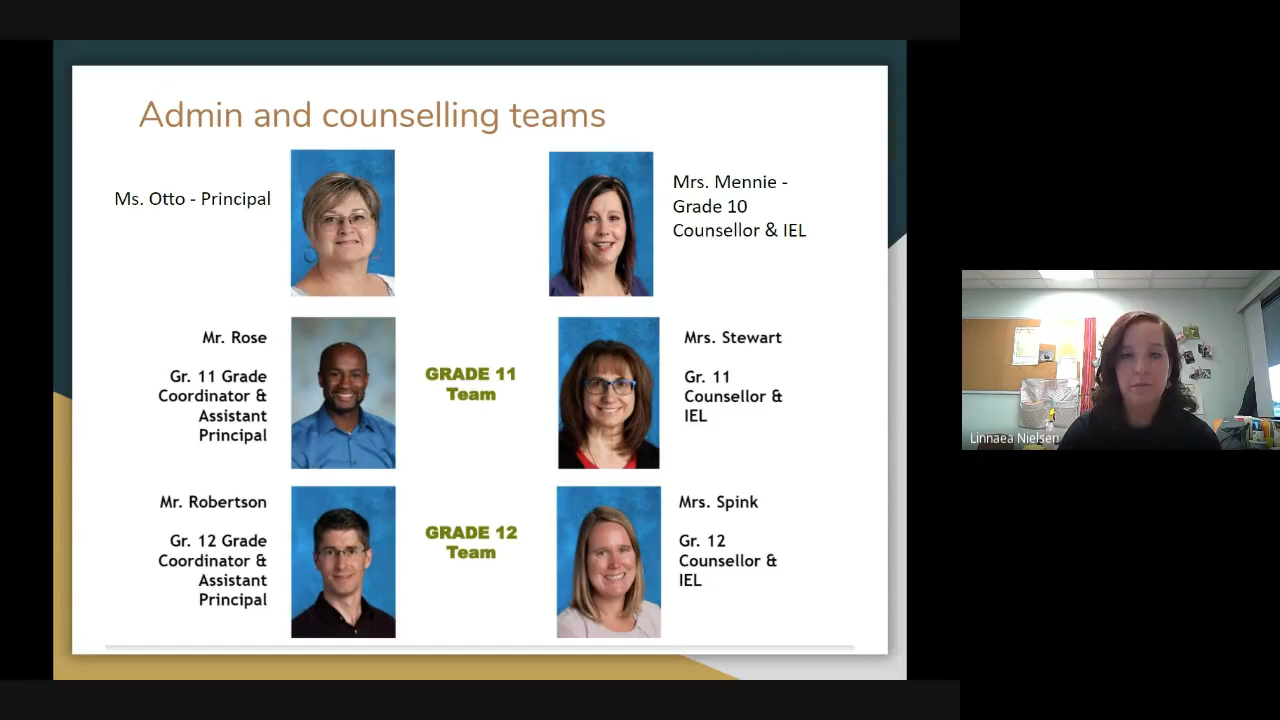 Admin and counselling teams
Ms. Otto - Principal
Mrs. Mennie -
Grade 10
Counsellor & IEL
Mr. Rose
Gr. 11 Grade
Coordinator &
Assistant
Principal
GRADE 11
Team
Mrs. Stewart
Gr. 11
Counsellor &
IEL
Mr. Robertson
Gr. 12 Grade
Coordinator &
Assistant
Principal
GRADE 12
Team
Mrs. Spink
Gr. 12
Counsellor &
IEL
Linnaea Nielsen